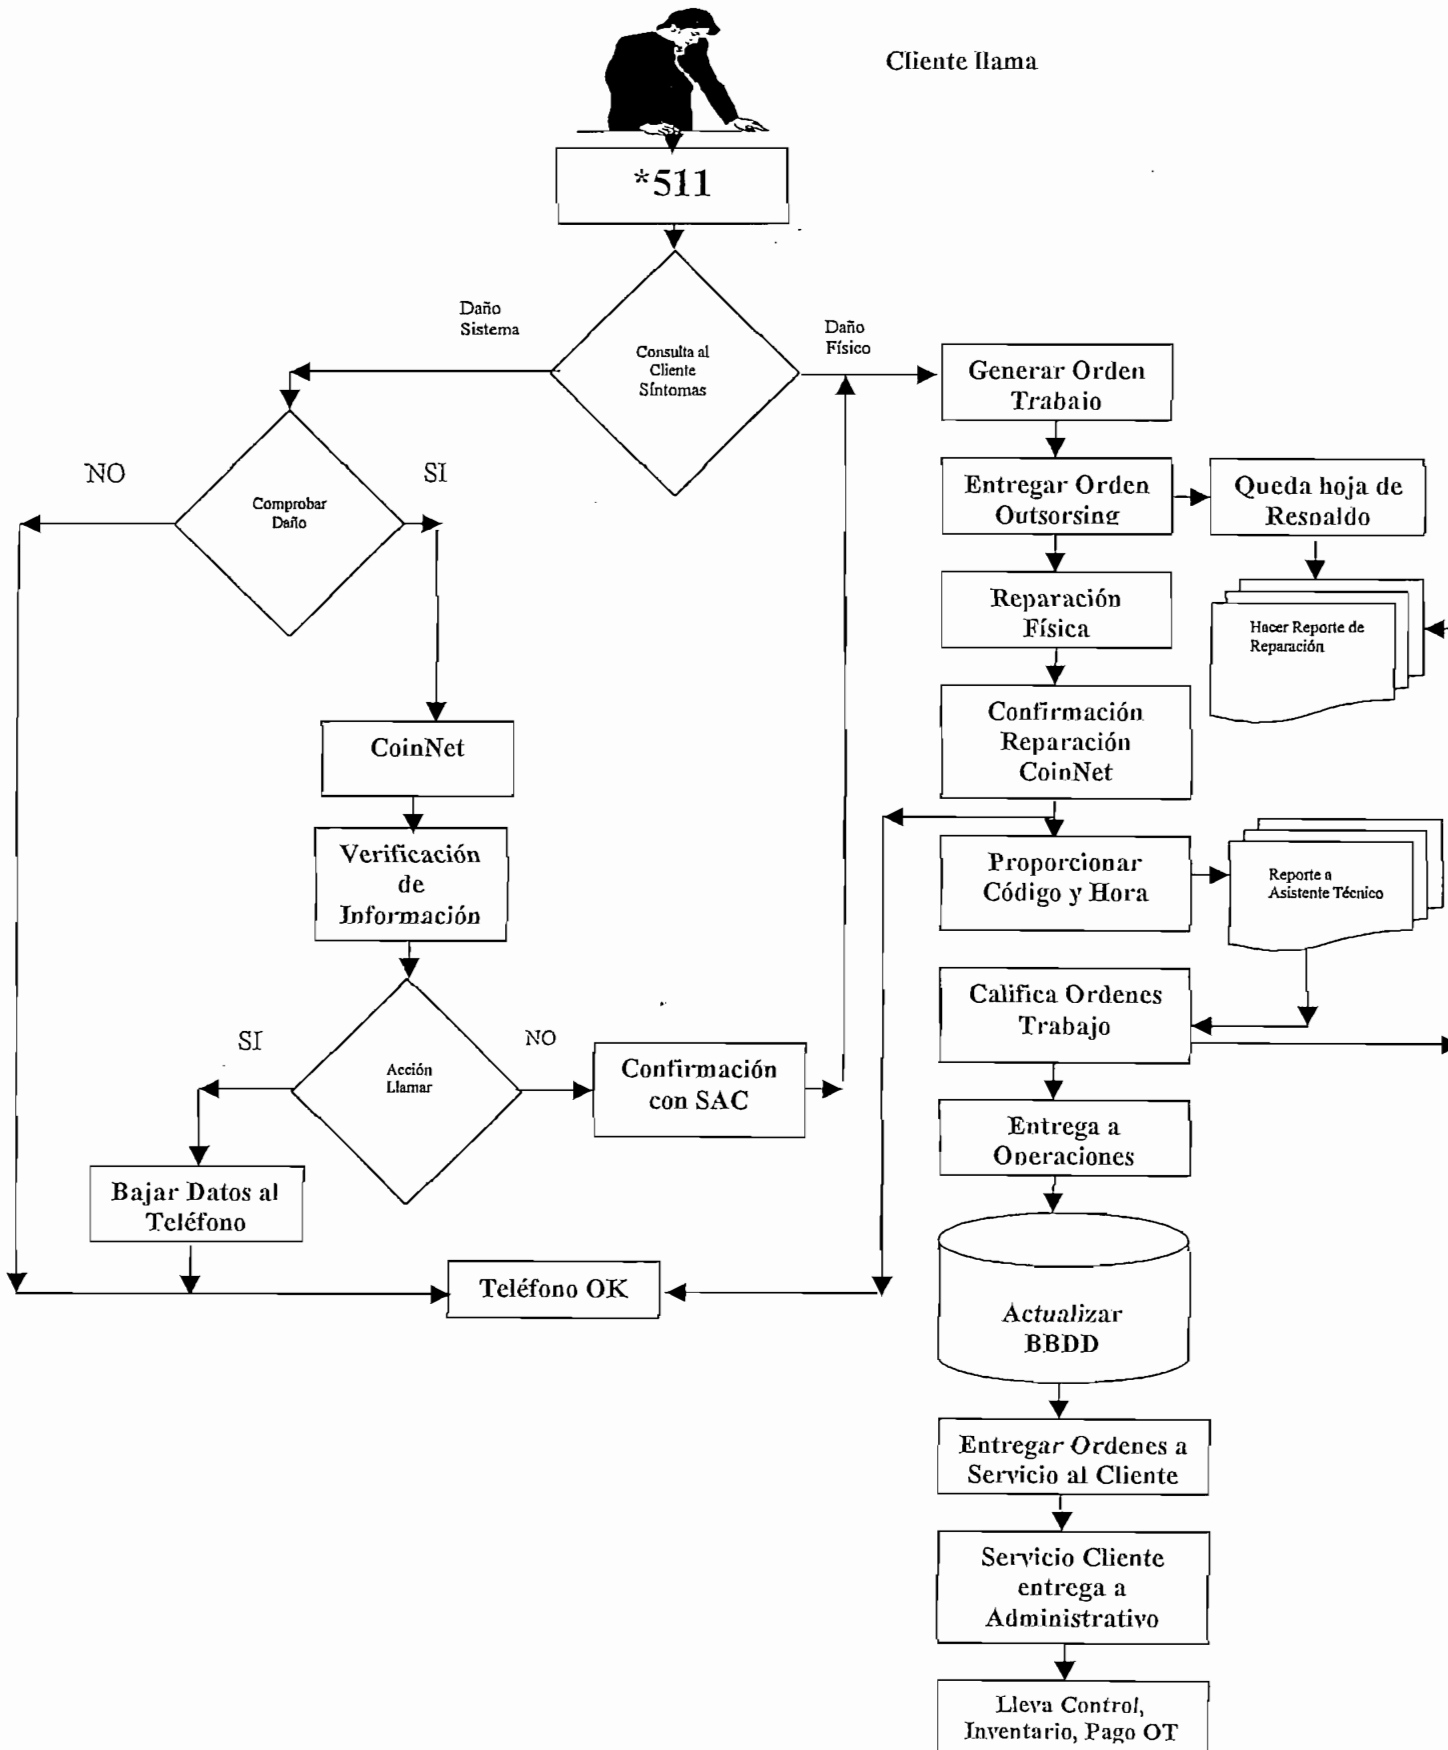 Cliente llama
*511
Daño
Sistema
Consulta al
Cliente
Síntomas
Daño
Físico
Generar Orden
Trabajo
NO
SI
Comprobar
Daño
Entregar Orden
Outsorsing
Queda hoja de
Respaldo
Reparación
Física
Hacer Reporte de
Reparación
Confirmación
Reparación
CoinNet
CoinNet
Verificación
de
Información
Proporcionar
Código y Hora
Reporte a
Asistente Técnico
Califica Ordenes
Trabajo
SI
NO
Acción
Llamar
Confirmación
con SAC
Entrega a
Operaciones
Bajar Datos al
Teléfono
Teléfono OK
Actualizar
BBDD
Entregar Ordenes a
Servicio al Cliente
Servicio Cliente
entrega a
Administrativo
Lleva Control,
Inventario, Pago OT